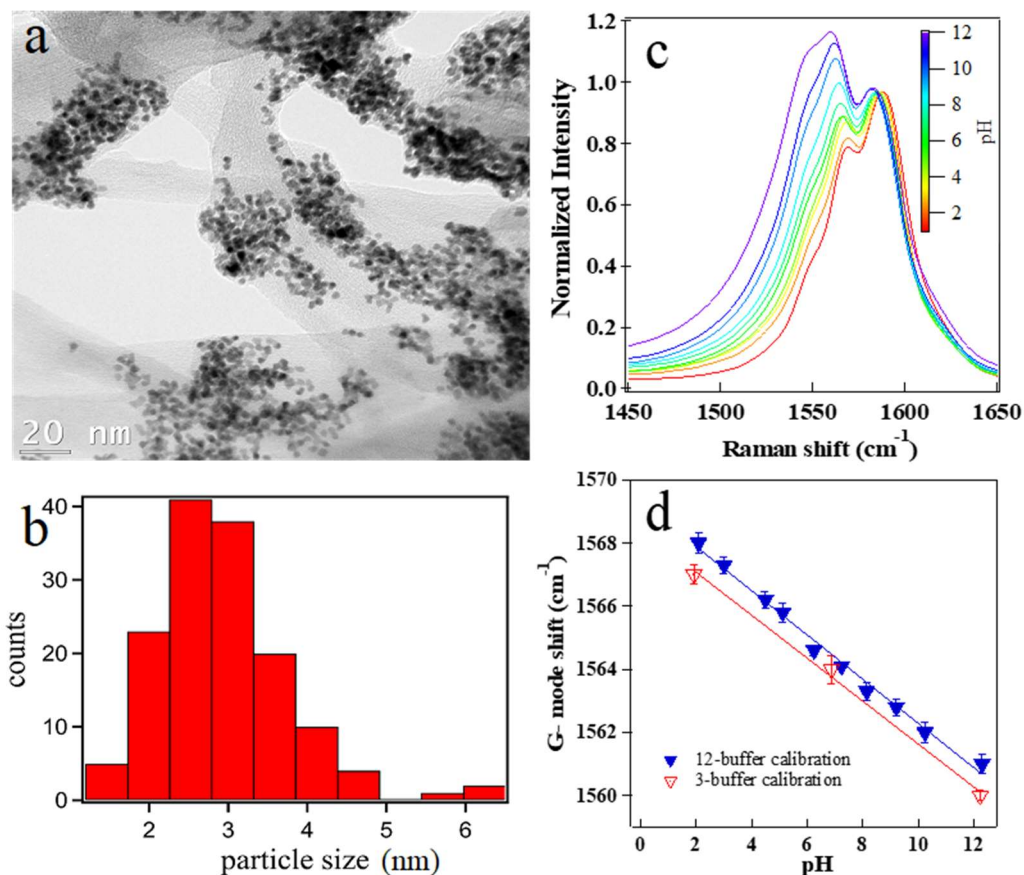 a
20 nm
b
counts
40
30
20
10
0
2
3
4
5
6
particle size (nm)
c
Normalized Intensity
1.2
1.0
0.8
0.6
0.4
0.2
0.0
1450
1500
1550
1600
1650
Raman shift (cm-1)
12
10
8
6
4
2
pH
d
G- mode shift (cm-1)
1570
1568
1566
1564
1562
1560
12-buffer calibration
3-buffer calibration
0
2
4
6
8
10
12
pH